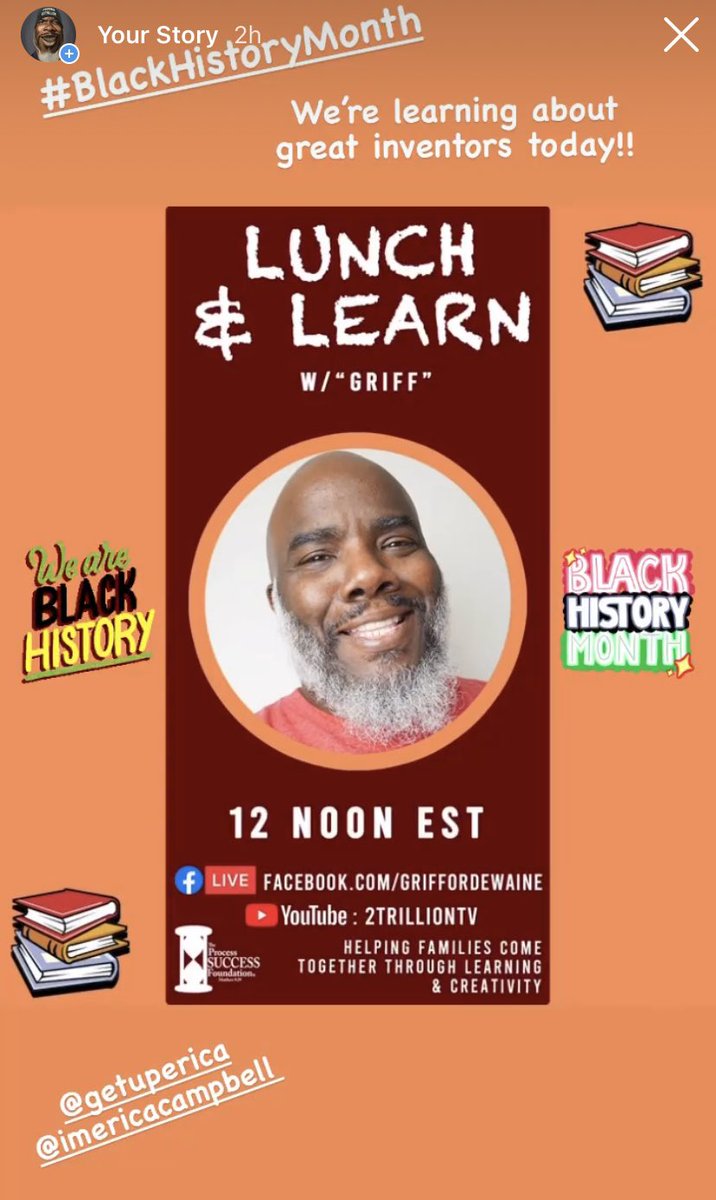 Your Story 2h
#BlackHistoryMonth
We're learning about
great inventors today!!
LUNCH
& LEARN
W/"GRIFF"
We are
BLACK
HISTORY
BLACK
HISTORY
MONTH
12 NOON EST
LIVE FACEBOOK.COM/GRIFFORDEWAINE
YouTube : 2TRILLIONTV
The
Process
SUCCESS
Foundation
HELPING FAMILIES COME
TOGETHER THROUGH LEARNING
& CREATIVITY
@getuperica
@imericacampbell